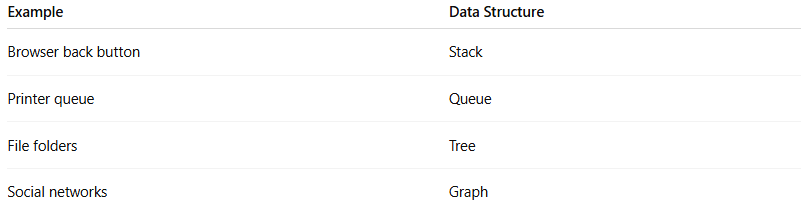 Example Data Structure
Browser back button Stack
Printer queue Queue
File folders Tree
Social networks Graph